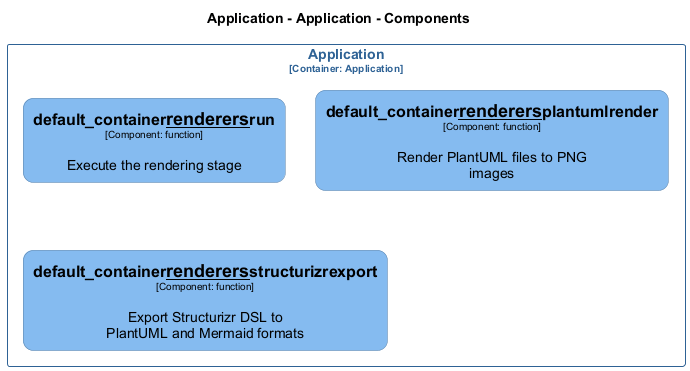 Application - Application - Components
Application
[Container: Application]
default_containerrenderersrun
[Component: function]
Execute the rendering stage
default_containerrenderersplantumlrender
[Component: function]
Render PlantUML files to PNG
images
default_containerrenderersstructurizrexport
[Component: function]
Export Structurizr DSL to
PlantUML and Mermaid formats